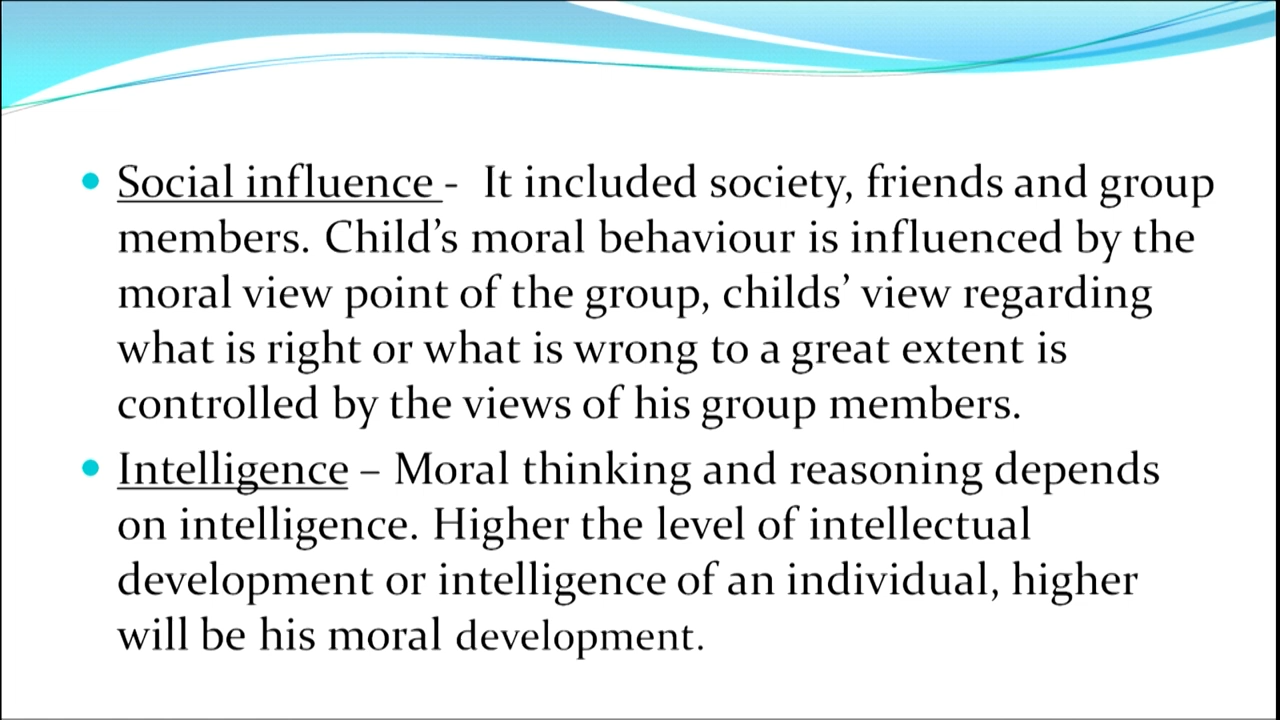 Social influence - It included society, friends and group
members. Child’s moral behaviour is influenced by the
moral view point of the group, childs’ view regarding
what is right or what is wrong to a great extent is
controlled by the views of his group members.
Intelligence – Moral thinking and reasoning depends
on intelligence. Higher the level of intellectual
development or intelligence of an individual, higher
will be his moral development.